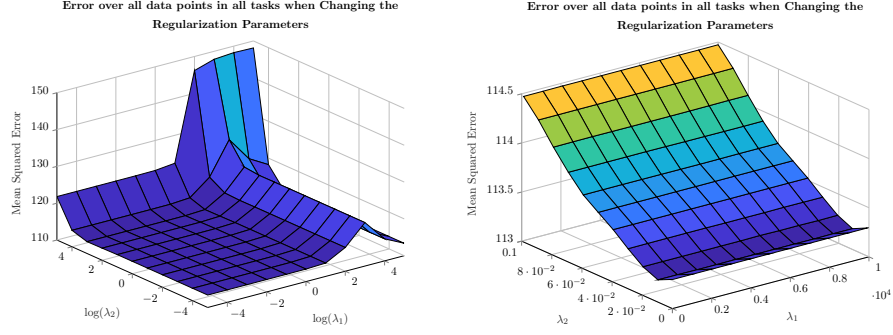 Error over all data points in all tasks when Changing the
Regularization Parameters
150
140
130
120
110
Mean Squared Error
4
2
0
−2
−4
log(λ₂)
−4
−2
0
2
4
log(λ₁)
Error over all data points in all tasks when Changing the
Regularization Parameters
114.5
114
113.5
113
Mean Squared Error
0.1
8 · 10⁻²
6 · 10⁻²
4 · 10⁻²
2 · 10⁻²
0
λ₂
0
0.2
0.4
0.6
0.8
1
·10⁴
λ₁